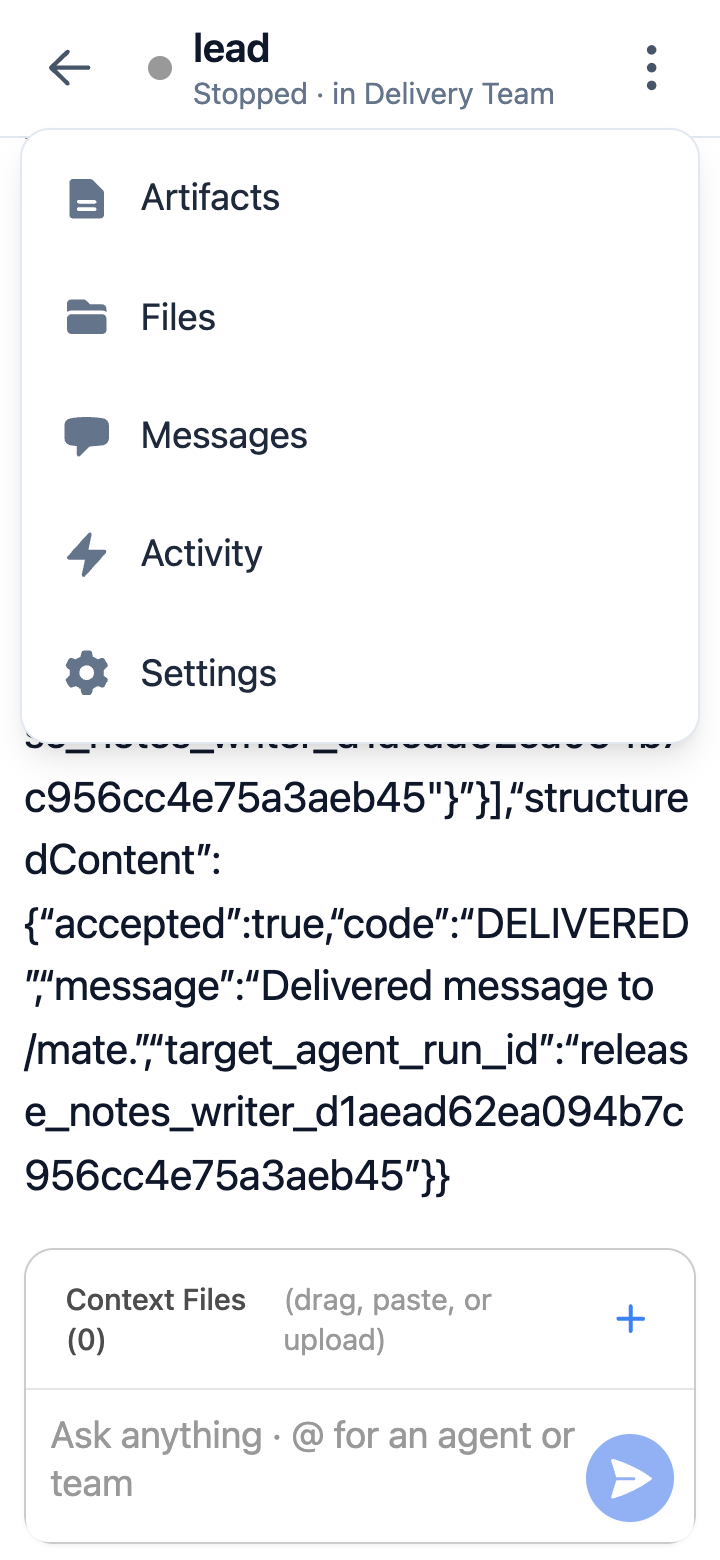 lead
Stopped · in Delivery Team
Artifacts
Files
Messages
Activity
Settings
c956cc4e75a3aeb45"}”}],“structure
dContent”:
{“accepted”:true,“code”:“DELIVERED
”,“message”:“Delivered message to
/mate.”,“target_agent_run_id”:“releas
e_notes_writer_d1aead62ea094b7c
956cc4e75a3aeb45”}}
Context Files (drag, paste, or
(0) upload)
Ask anything · @ for an agent or
team